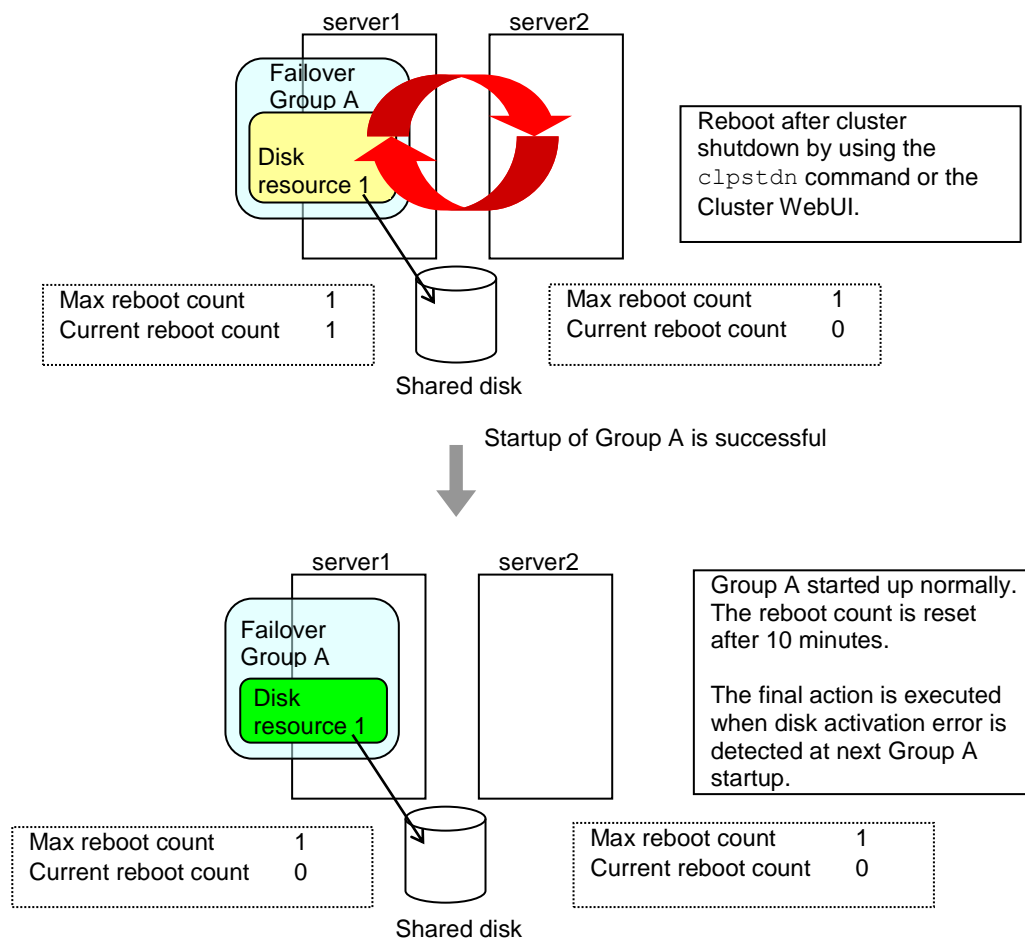 server1
server2
Failover
Group A
Disk
resource 1
Reboot after cluster
shutdown by using the
clpstdn command or the
Cluster WebUI.
Max reboot count 1
Current reboot count 1
Max reboot count 1
Current reboot count 0
Shared disk
Startup of Group A is successful
server1
server2
Failover
Group A
Disk
resource 1
Group A started up normally.
The reboot count is reset
after 10 minutes.
The final action is executed
when disk activation error is
detected at next Group A
startup.
Max reboot count 1
Current reboot count 0
Max reboot count 1
Current reboot count 0
Shared disk